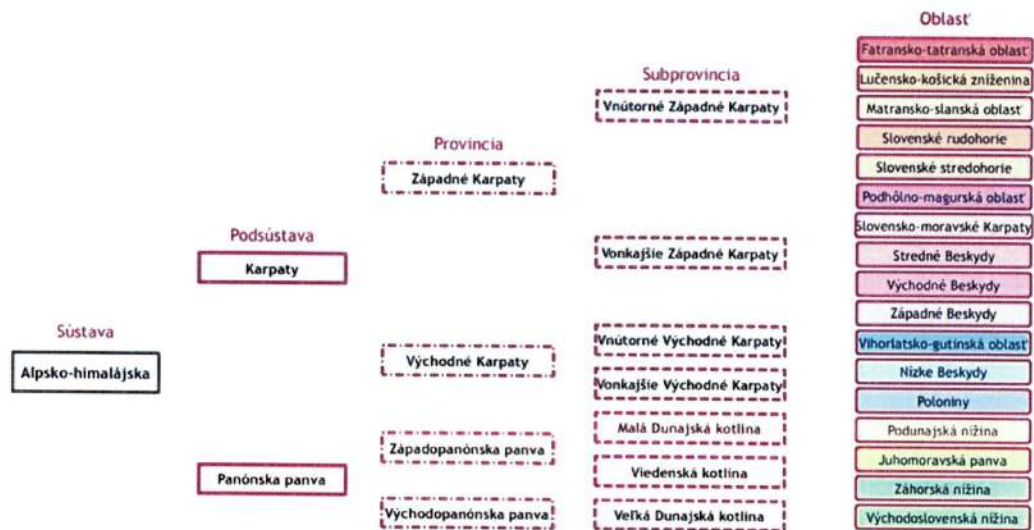 Oblasť
Fatransko-tatranská oblasť
Lučensko-košická zníženina
Subprovincia
Vnútorné Západné Karpaty
Matransko-slanská oblasť
Slovenské rudohorie
Provincia
Západné Karpaty
Slovenské stredohorie
Podhôlno-magurská oblasť
Slovensko-moravské Karpaty
Podsústava
Karpaty
Vonkajšie Západné Karpaty
Stredné Beskydy
Východné Beskydy
Západné Beskydy
Sústava
Alpsko-himalájska
Východné Karpaty
Vnútorné Východné Karpaty
Vihorlatsko-gutínská oblasť
Vonkajšie Východné Karpaty
Nízke Beskydy
Poloniny
Malá Dunajská kotlina
Podunajská nížina
Západopanónska panva
Juhomoravská panva
Panónska panva
Viedenská kotlina
Záhorská nížina
Východopanónska panva
Veľká Dunajská kotlina
Východoslovenská nížina